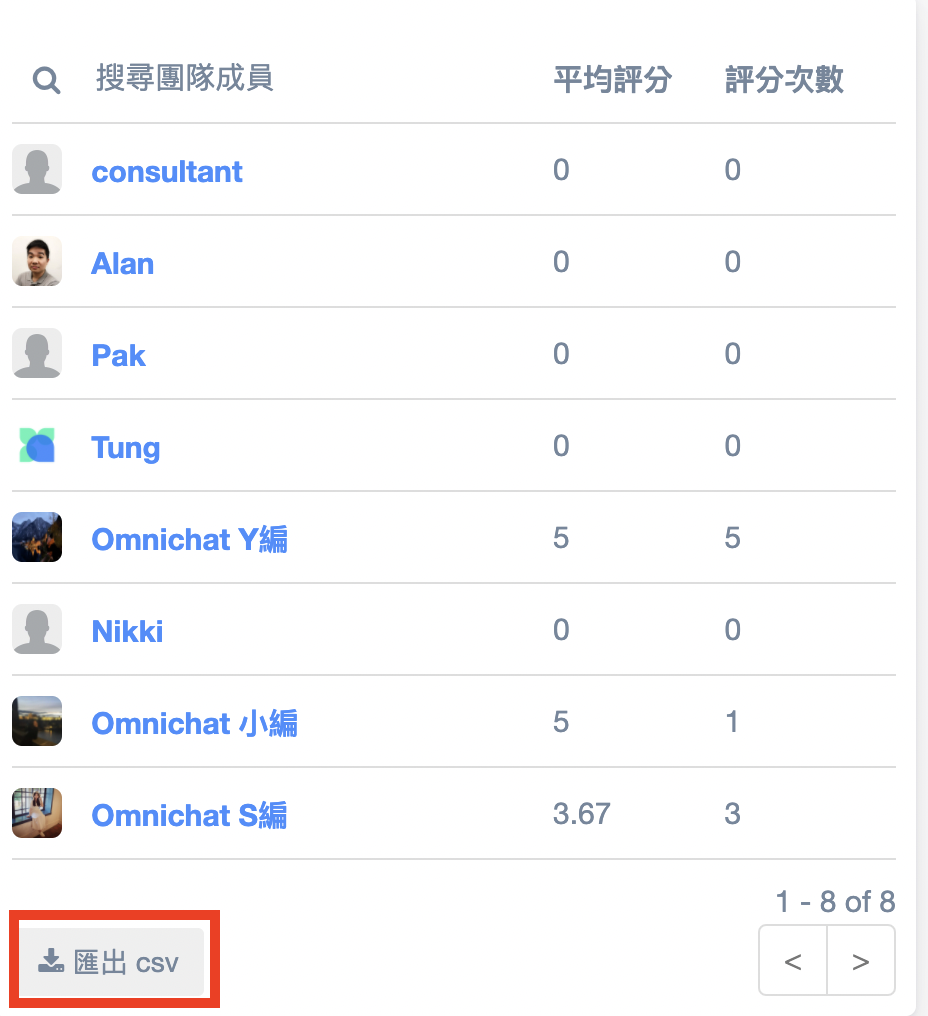 搜尋團隊成員 平均評分 評分次數
consultant 0 0
Alan 0 0
Pak 0 0
Tung 0 0
Omnichat Y編 5 5
Nikki 0 0
Omnichat 小編 5 1
Omnichat S編 3.67 3
1 - 8 of 8
匯出 csv < >